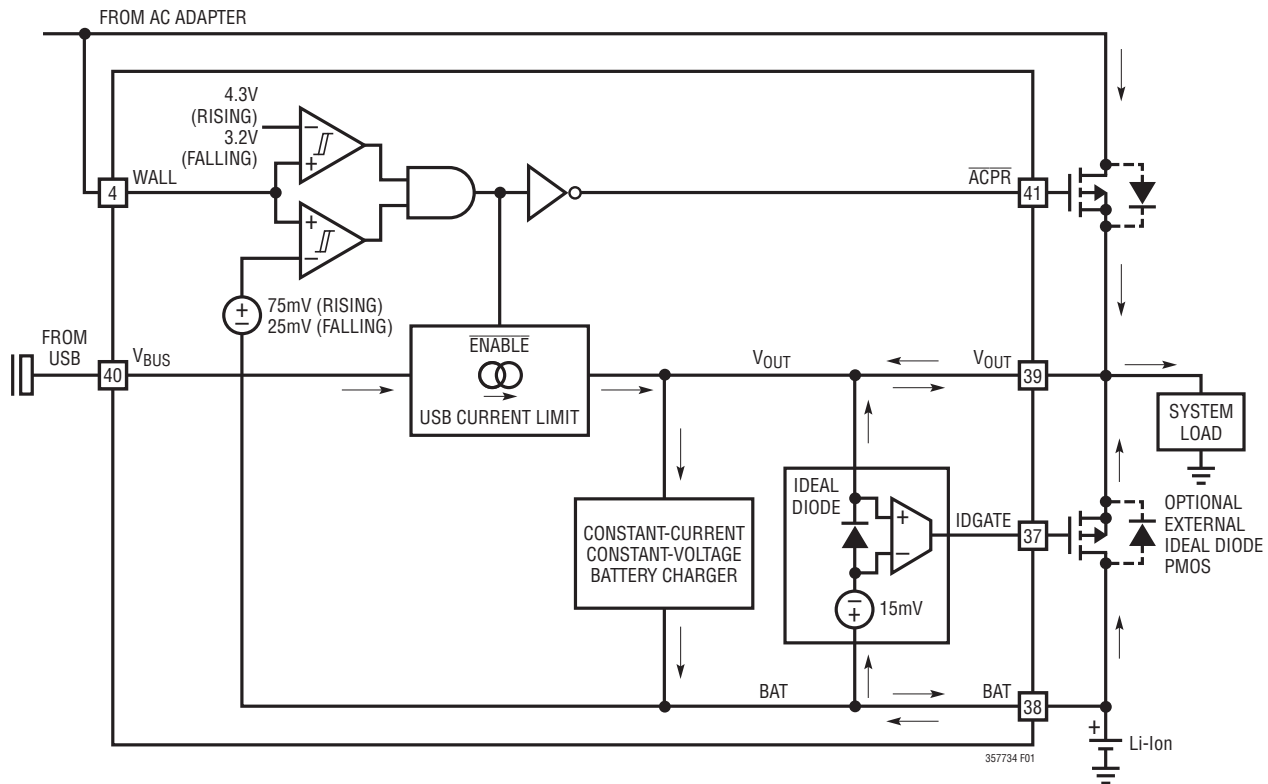 FROM AC ADAPTER
4.3V
(RISING)
3.2V
(FALLING)
−
+
4
WALL
+
−
ACPR
41
+
−
75mV (RISING)
25mV (FALLING)
FROM
USB
40
VBUS
ENABLE
USB CURRENT LIMIT
VOUT
VOUT
39
SYSTEM
LOAD
CONSTANT-CURRENT
CONSTANT-VOLTAGE
BATTERY CHARGER
IDEAL
DIODE
+
−
−
+
15mV
IDGATE
37
OPTIONAL
EXTERNAL
IDEAL DIODE
PMOS
BAT
BAT
38
+
Li-Ion
357734 F01